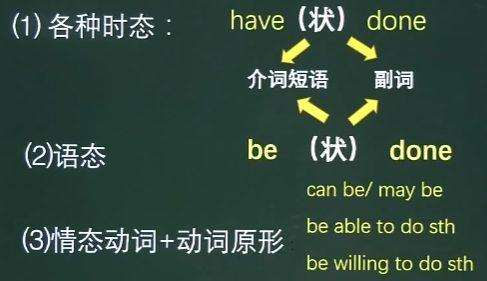 (1) 各种时态： have（状）done
介词短语 副词
(2)语态 be （状） done
can be/ may be
be able to do sth
(3)情态动词+动词原形
be willing to do sth